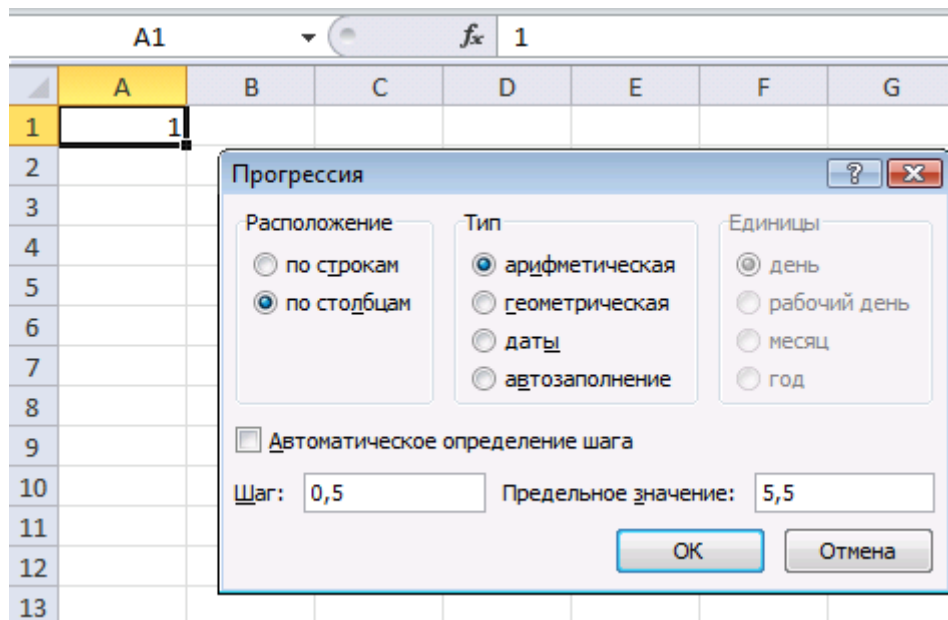 A1 fx 1
A B C D E F G
1 1
2
Прогрессия
3
Расположение Тип Единицы
4
по строкам арифметическая день
5
по столбцам геометрическая рабочий день
6
даты месяц
7
автозаполнение год
8
9
Автоматическое определение шага
10
Шаг: 0,5 Предельное значение: 5,5
11
ОК Отмена
12
13